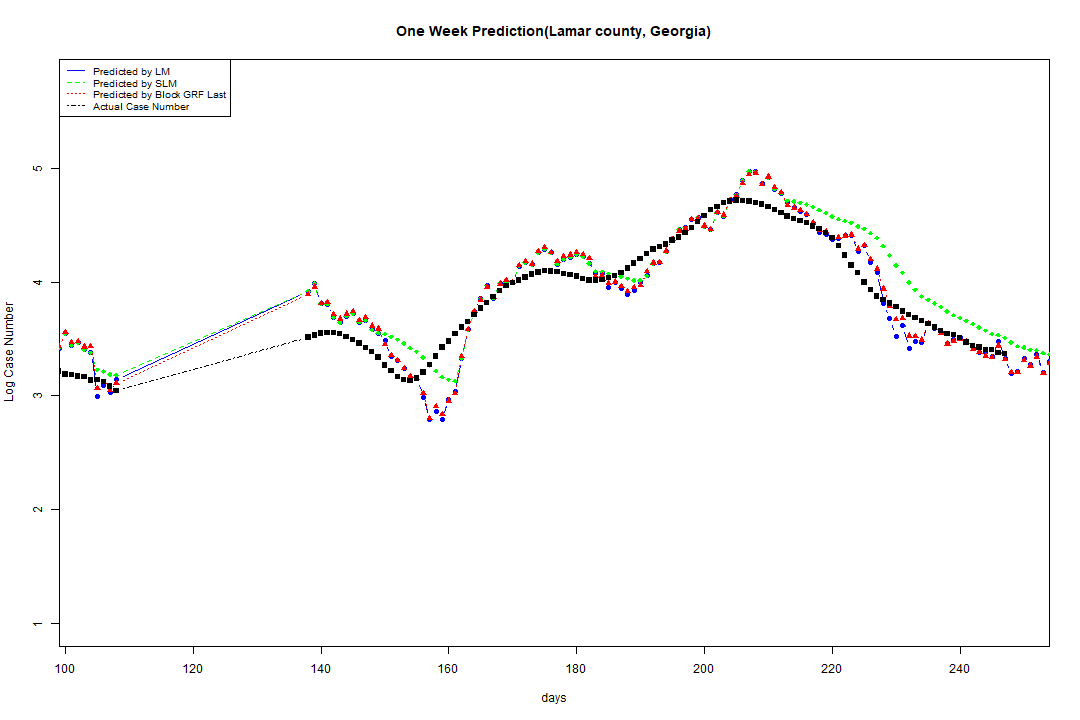 One Week Prediction(Lamar county, Georgia)
Predicted by LM
Predicted by SLM
Predicted by Block GRF Last
Actual Case Number
Log Case Number
5
4
3
2
1
100 120 140 160 180 200 220 240
days